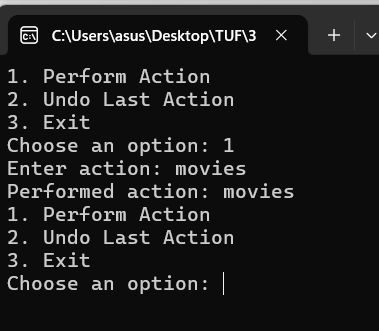 C:\Users\asus\Desktop\TUF\3
1. Perform Action
2. Undo Last Action
3. Exit
Choose an option: 1
Enter action: movies
Performed action: movies
1. Perform Action
2. Undo Last Action
3. Exit
Choose an option: